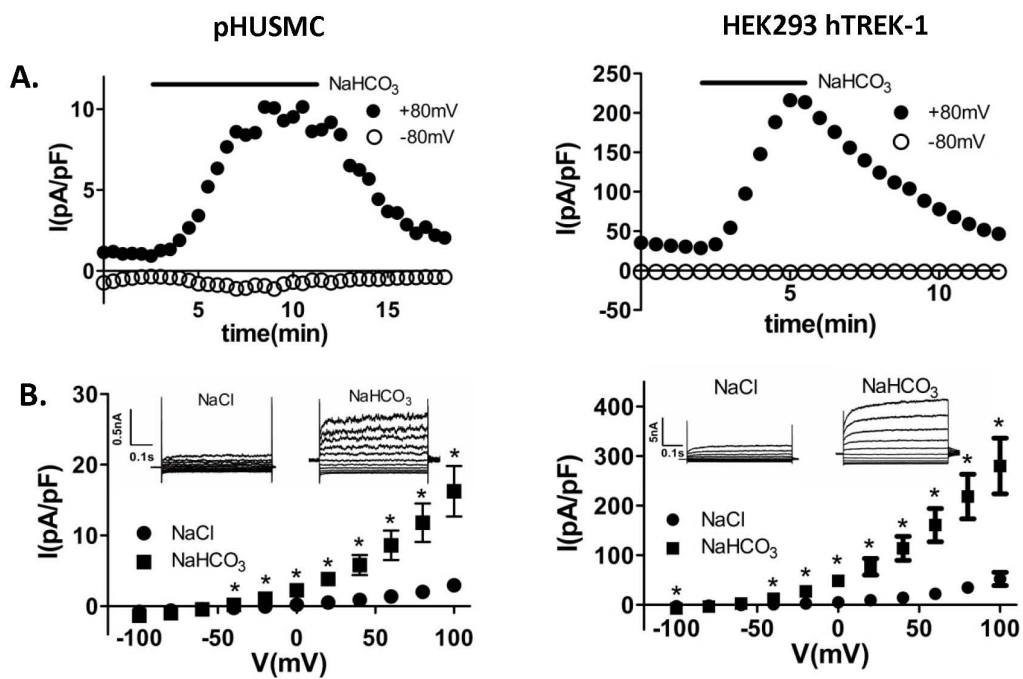 pHUSMC
HEK293 hTREK-1
A.
I(pA/pF)
10
5
0
NaHCO3
+80mV
-80mV
5 10 15
time(min)
I(pA/pF)
250
200
150
100
50
0
-50
NaHCO3
+80mV
-80mV
5 10
time(min)
B.
I(pA/pF)
30
20
10
0
0.5nA
0.1s
NaCl
NaHCO3
* * * * * * * *
NaCl
NaHCO3
-100 -50 0 50 100
V(mV)
I(pA/pF)
400
300
200
100
0
5nA
0.1s
NaCl
NaHCO3
* * * * * * * * *
NaCl
NaHCO3
-100 -50 0 50 100
V(mV)